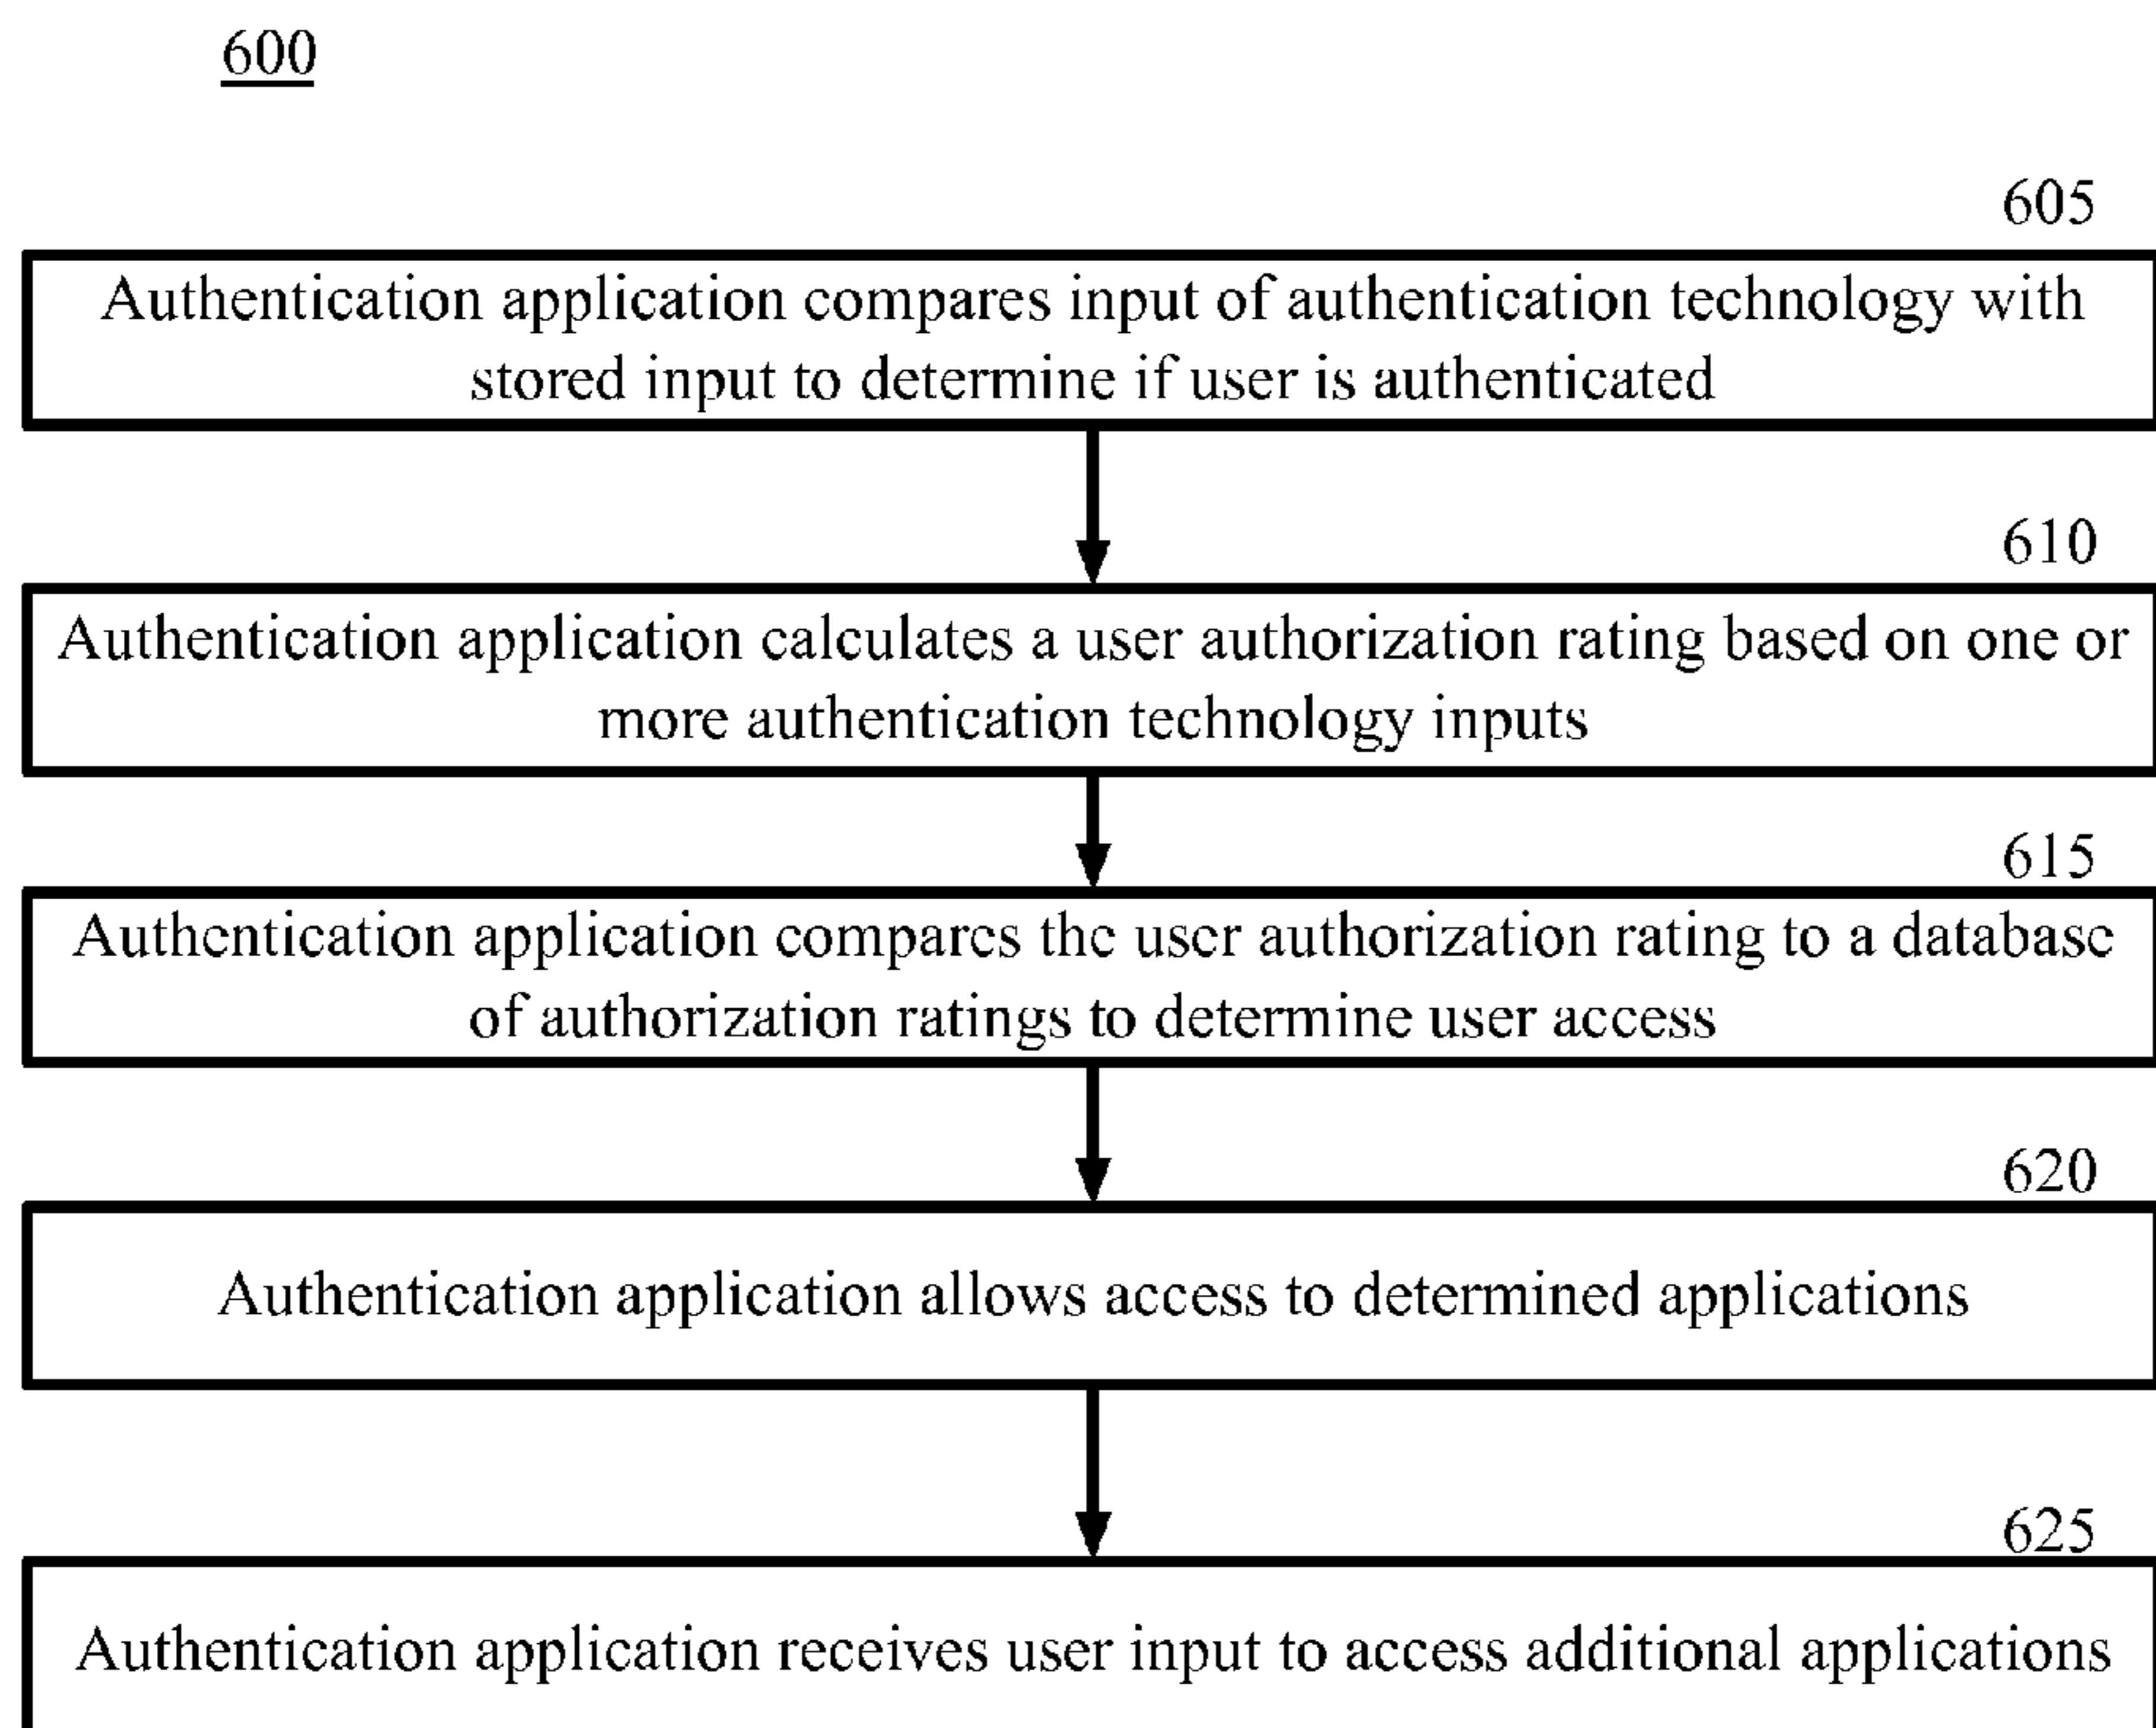 600
605
Authentication application compares input of authentication technology with
stored input to determine if user is authenticated
610
Authentication application calculates a user authorization rating based on one or
more authentication technology inputs
615
Authentication application compares the user authorization rating to a database
of authorization ratings to determine user access
620
Authentication application allows access to determined applications
625
Authentication application receives user input to access additional applications